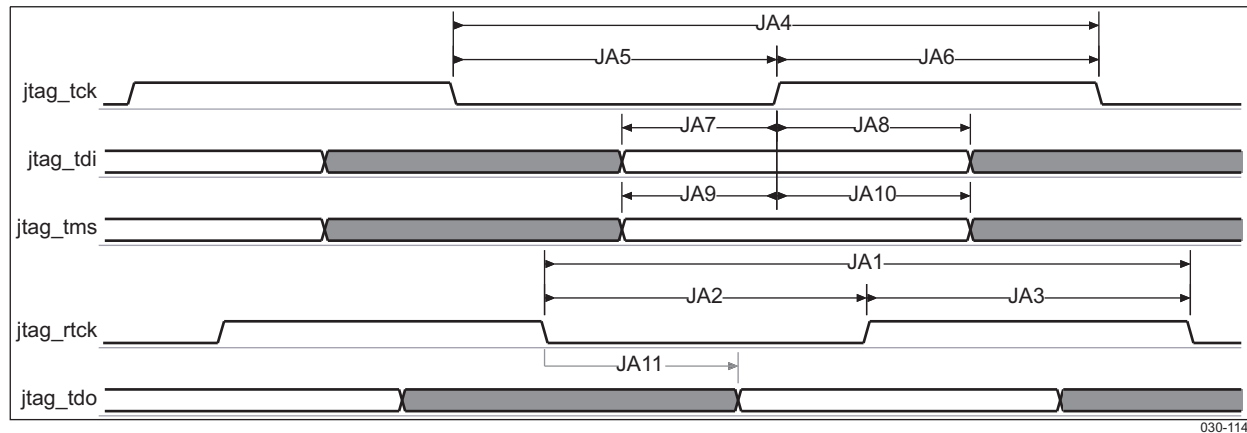 JA4
JA5 JA6
jtag_tck
JA7 JA8
jtag_tdi
JA9 JA10
jtag_tms
JA1
JA2 JA3
jtag_rtck
JA11
jtag_tdo
030-114